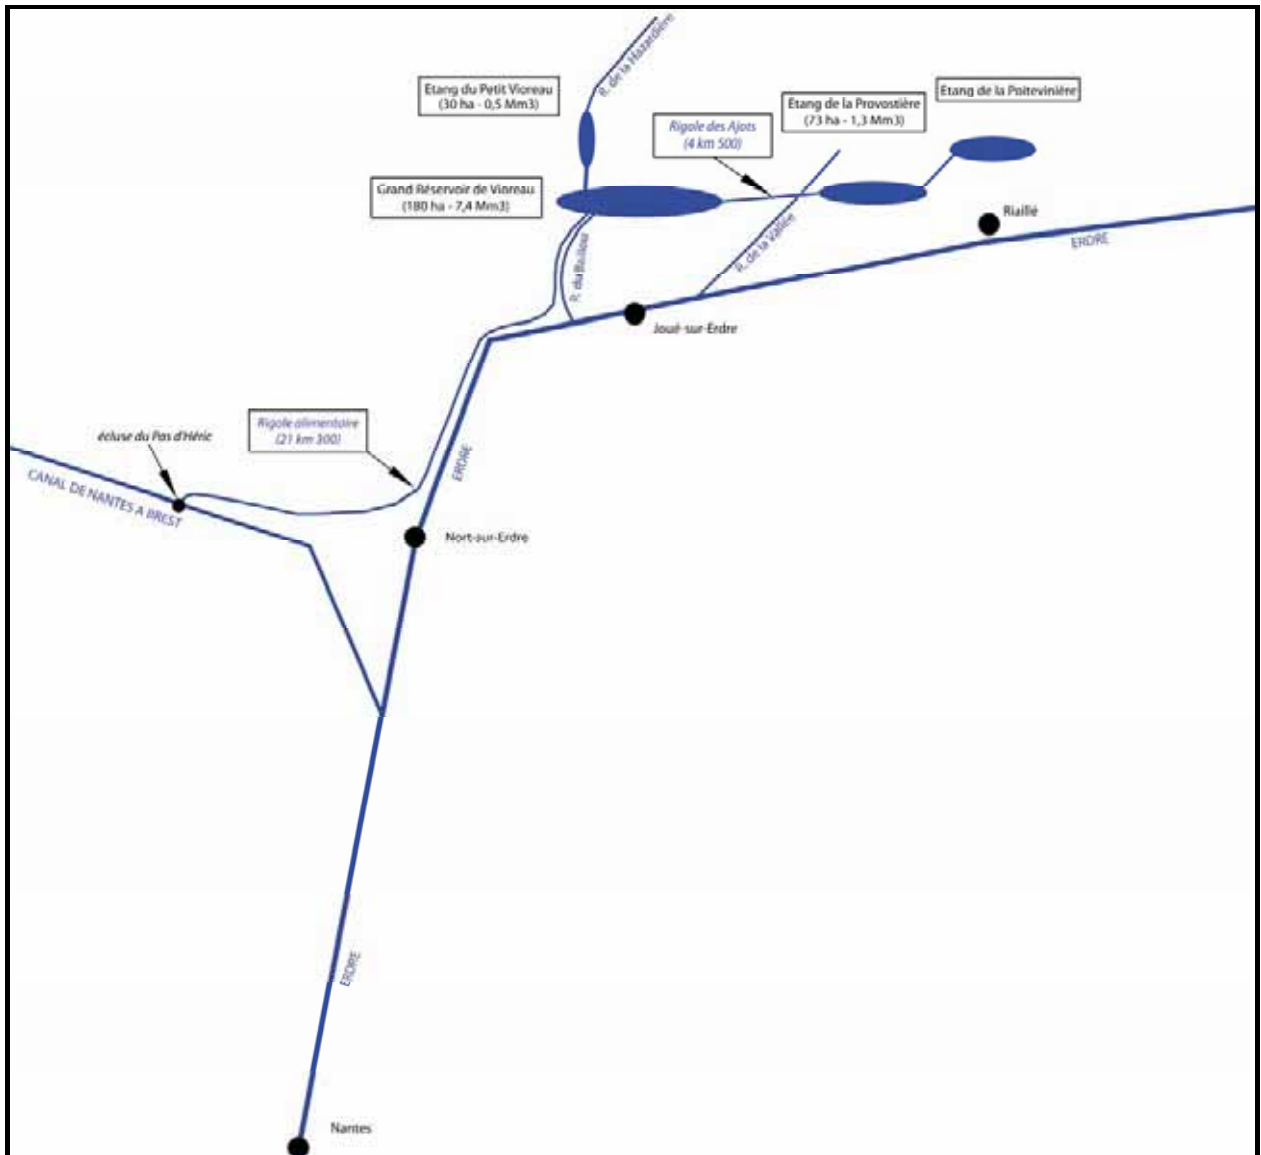 R. de la Hazardière
Etang du Petit Vioreau
(30 ha - 0,5 Mm3)
Etang de la Poitevinière
Etang de la Provostière
(73 ha - 1,3 Mm3)
Rigole des Ajots
(4 km 500)
Grand Réservoir de Vioreau
(180 ha - 7,4 Mm3)
Riaillé
R. de la Vallée
ERDRE
R. du Baillou
Joué-sur-Erdre
Rigole alimentaire
(21 km 300)
écluse du Pas d'Héric
ERDRE
CANAL DE NANTES A BREST
Nort-sur-Erdre
ERDRE
Nantes